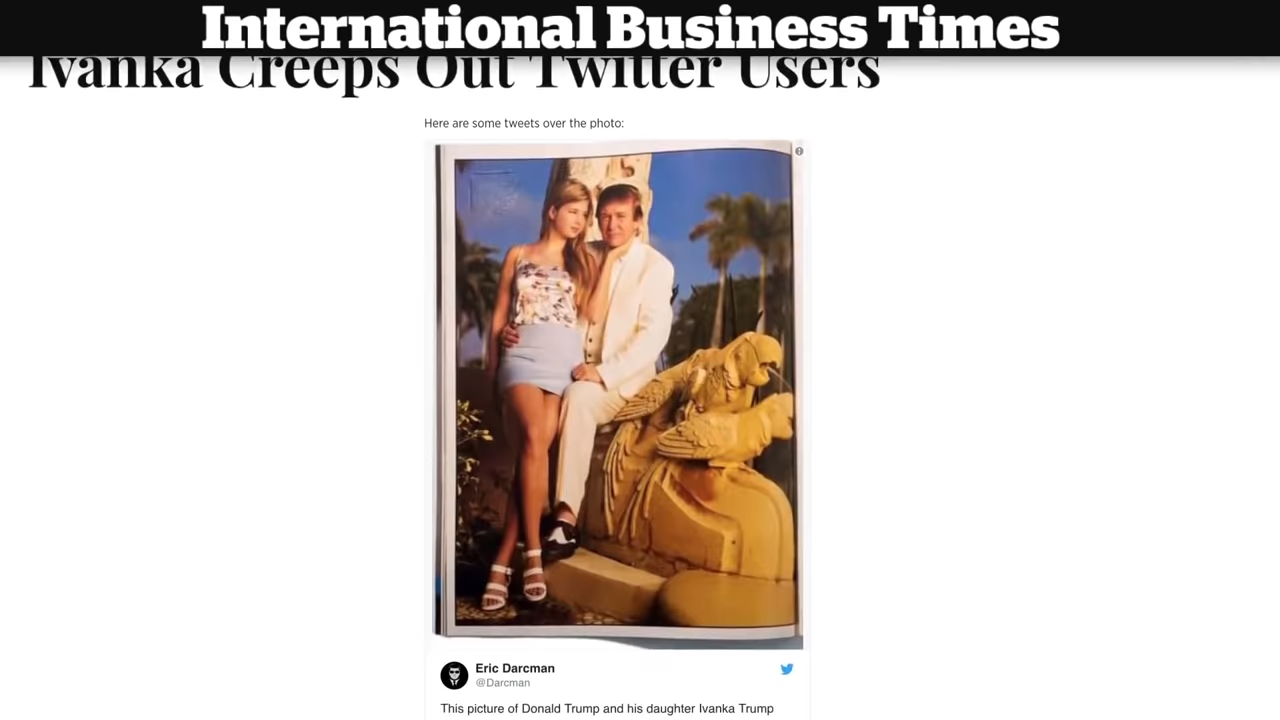 International Business Times
Ivanka Creeps Out Twitter Users
Here are some tweets over the photo:
Eric Darcman
@Darcman
This picture of Donald Trump and his daughter Ivanka Trump